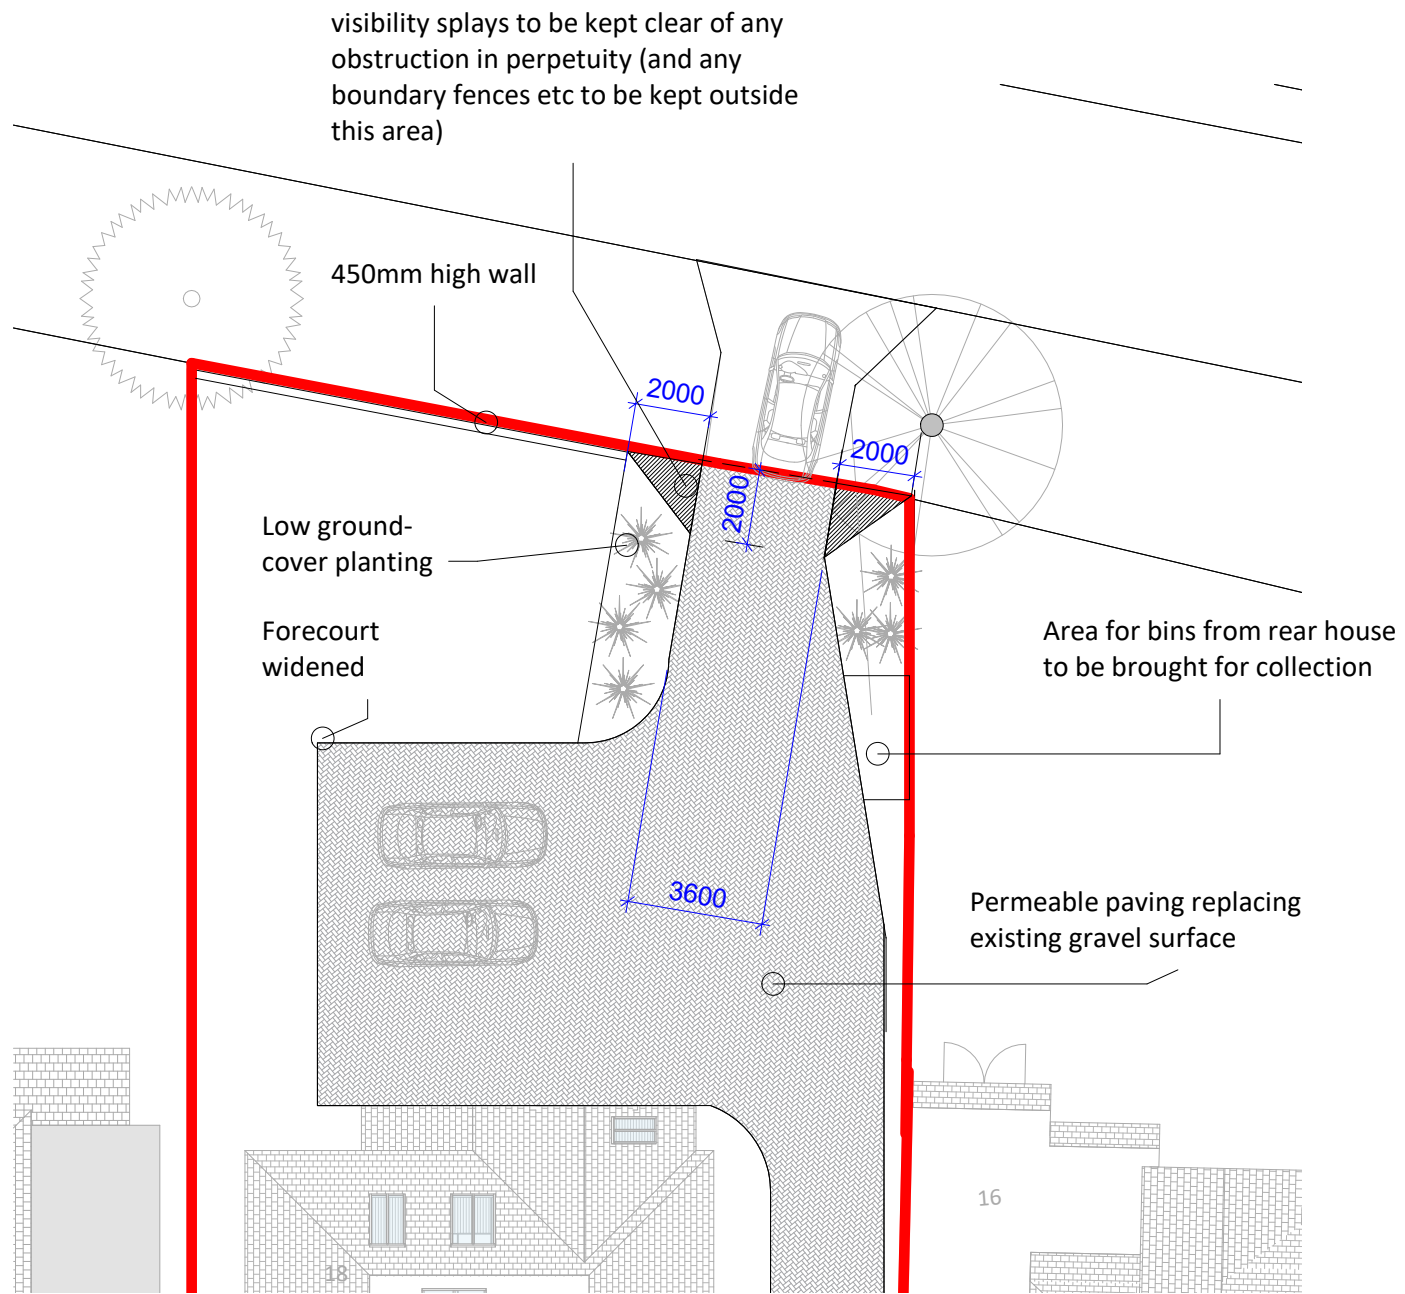 visibility splays to be kept clear of any
obstruction in perpetuity (and any
boundary fences etc to be kept outside
this area)
450mm high wall
2000
2000
2000
Low ground-
cover planting
Forecourt
widened
Area for bins from rear house
to be brought for collection
3600
Permeable paving replacing
existing gravel surface
16
18